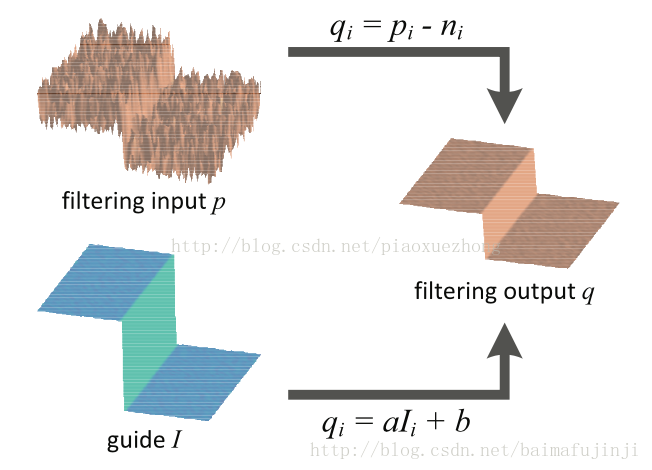 qi = pi - ni
filtering input p
http://blog.csdn.net/piaoxuezhong
filtering output q
qi = aIi + b
guide I
http://blog.csdn.net/baimafujinji